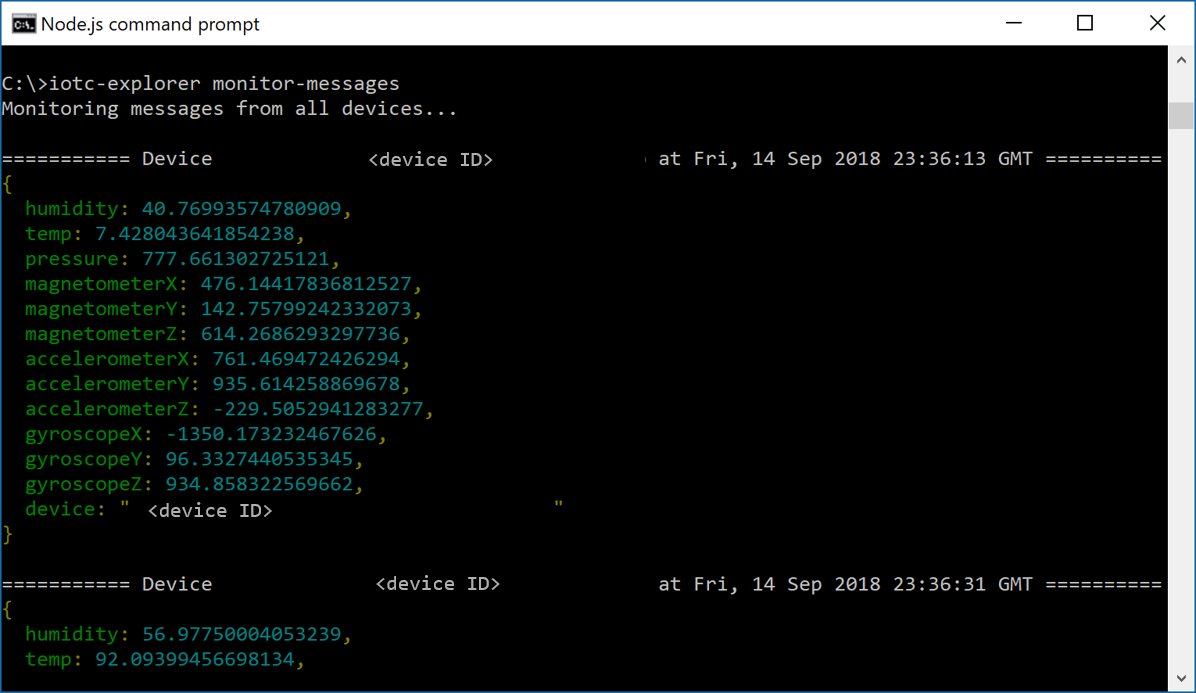 Node.js command prompt
C:\>iotc-explorer monitor-messages
Monitoring messages from all devices...
=========== Device <device ID> at Fri, 14 Sep 2018 23:36:13 GMT ==========
{
humidity: 40.76993574780909,
temp: 7.428043641854238,
pressure: 777.661302725121,
magnetometerX: 476.14417836812527,
magnetometerY: 142.75799242332073,
magnetometerZ: 614.2686293297736,
accelerometerX: 761.469472426294,
accelerometerY: 935.614258869678,
accelerometerZ: -229.5052941283277,
gyroscopeX: -1350.173232467626,
gyroscopeY: 96.3327440535345,
gyroscopeZ: 934.858322569662,
device: " <device ID> "
}
=========== Device <device ID> at Fri, 14 Sep 2018 23:36:31 GMT ==========
{
humidity: 56.97750004053239,
temp: 92.09399456698134,